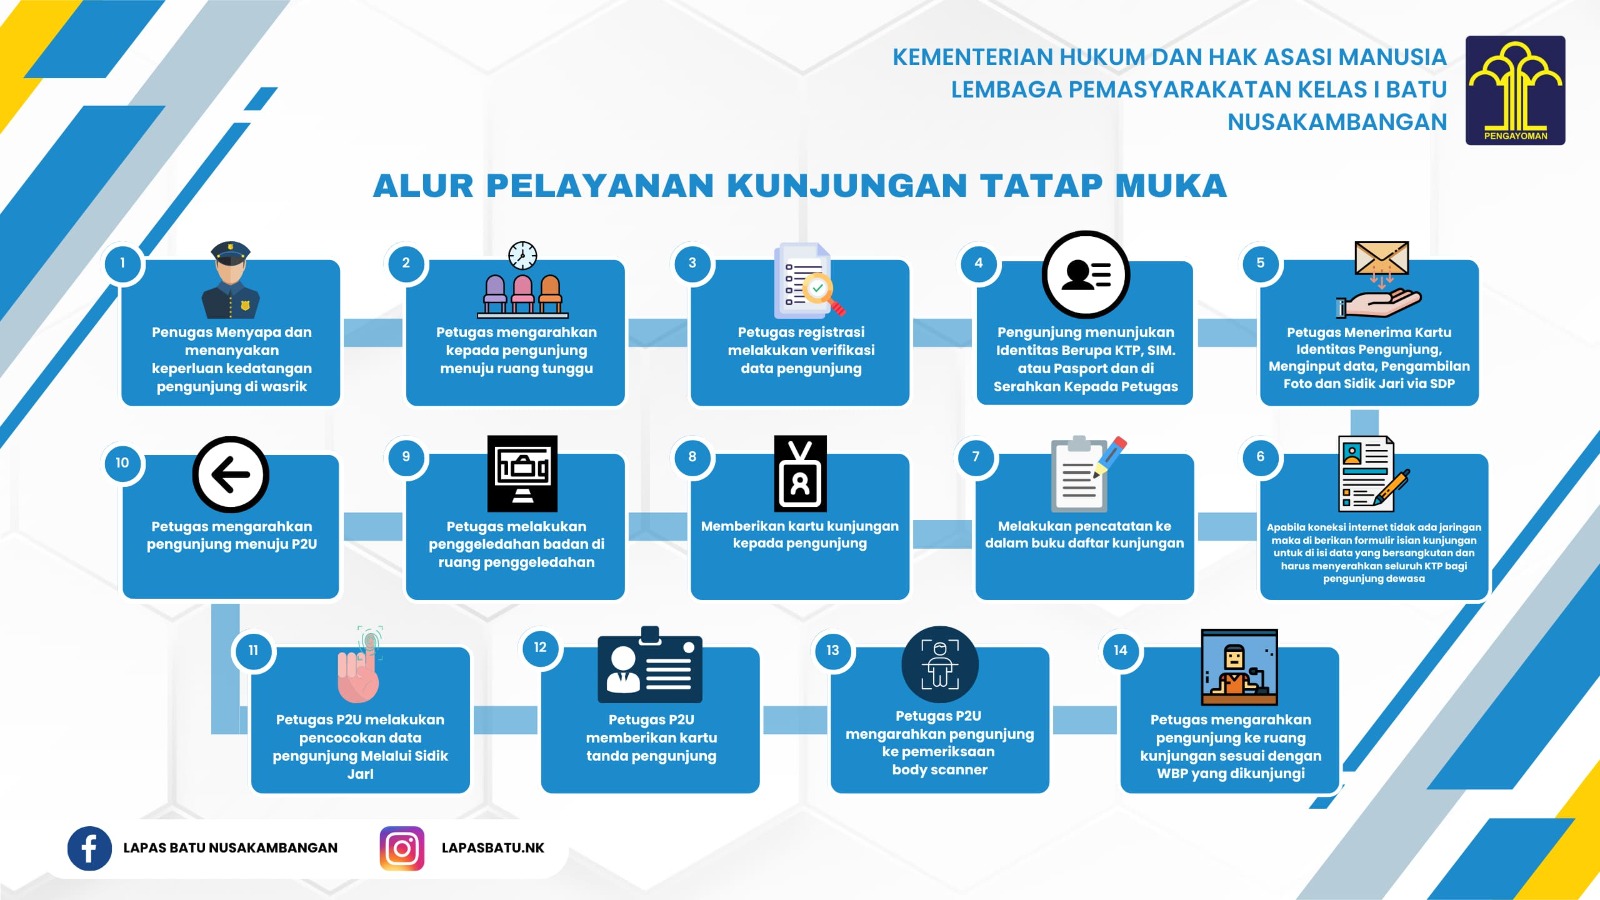 KEMENTERIAN HUKUM DAN HAK ASASI MANUSIA
LEMBAGA PEMASYARAKATAN KELAS I BATU
NUSAKAMBANGAN
PENGAYOMAN
ALUR PELAYANAN KUNJUNGAN TATAP MUKA
1
Penugas Menyapa dan
menanyakan
keperluan kedatangan
pengunjung di wasrik
2
Petugas mengarahkan
kepada pengunjung
menuju ruang tunggu
3
Petugas registrasi
melakukan verifikasi
data pengunjung
4
Pengunjung menunjukan
Identitas Berupa KTP, SIM.
atau Pasport dan di
Serahkan Kepada Petugas
5
Petugas Menerima Kartu
Identitas Pengunjung,
Menginput data, Pengambilan
Foto dan Sidik Jari via SDP
6
Apabila koneksi internet tidak ada jaringan
maka di berikan formulir isian kunjungan
untuk di isi data yang bersangkutan dan
harus menyerahkan seluruh KTP bagi
pengunjung dewasa
7
Melakukan pencatatan ke
dalam buku daftar kunjungan
8
Memberikan kartu kunjungan
kepada pengunjung
9
Petugas melakukan
penggeledahan badan di
ruang penggeledahan
10
Petugas mengarahkan
pengunjung menuju P2U
11
Petugas P2U melakukan
pencocokan data
pengunjung Melalui Sidik
JarI
12
Petugas P2U
memberikan kartu
tanda pengunjung
13
Petugas P2U
mengarahkan pengunjung
ke pemeriksaan
body scanner
14
Petugas mengarahkan
pengunjung ke ruang
kunjungan sesuai dengan
WBP yang dikunjungi
LAPAS BATU NUSAKAMBANGAN
LAPASBATU.NK